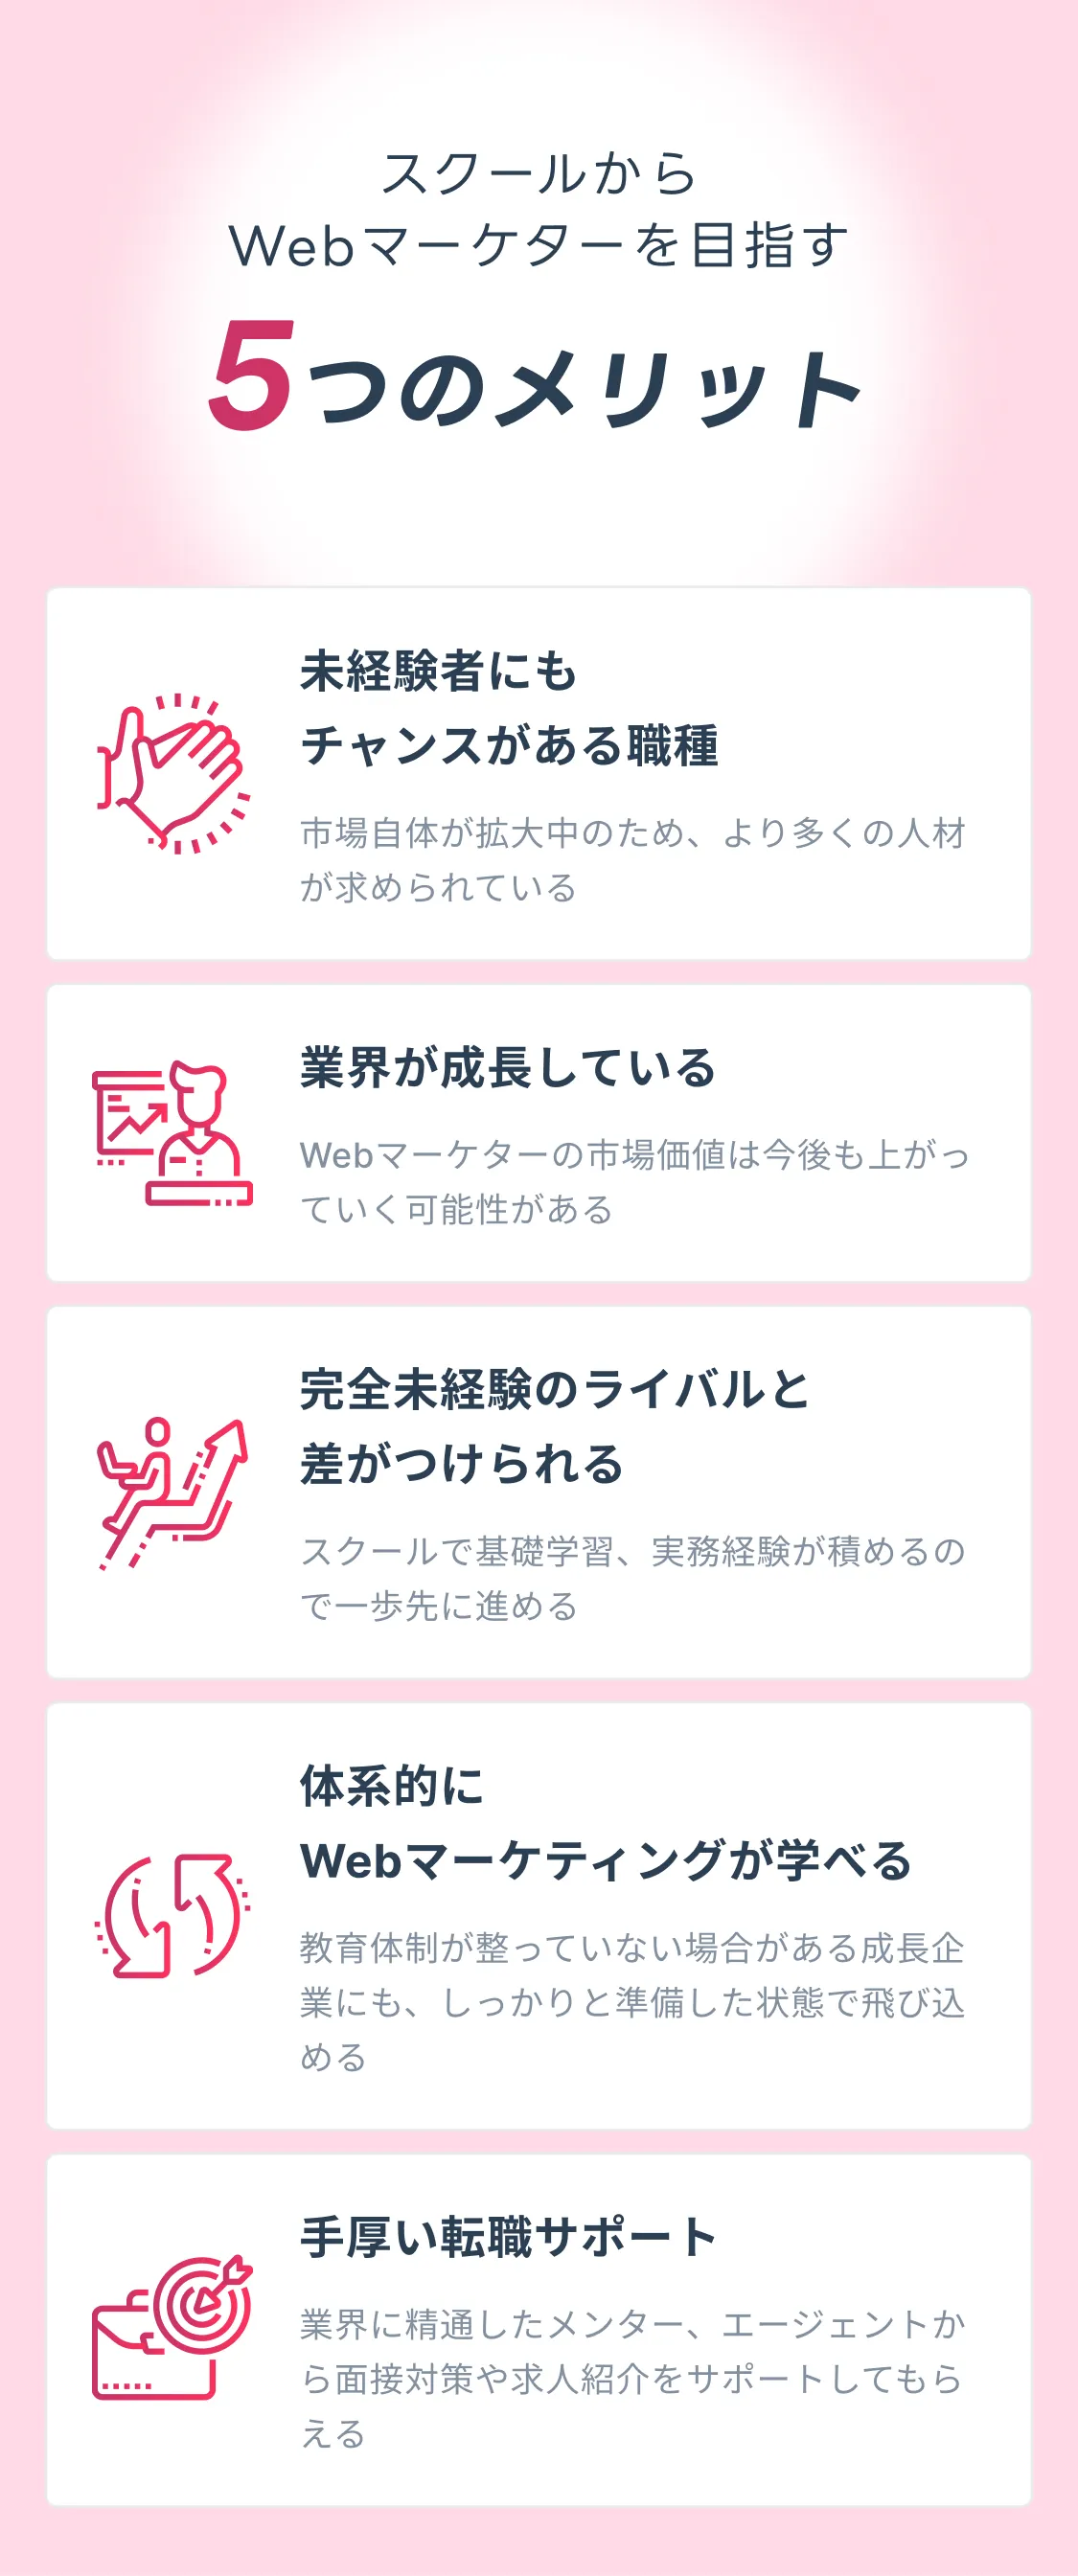 スクールから
Webマーケターを目指す
5つのメリット
未経験者にも
チャンスがある職種
市場自体が拡大中のため、より多くの人材
が求められている
業界が成長している
Webマーケターの市場価値は今後も上がっ
ていく可能性がある
完全未経験のライバルと
差がつけられる
スクールで基礎学習、実務経験が積めるの
で一歩先に進める
体系的に
Webマーケティングが学べる
教育体制が整っていない場合がある成長企
業にも、しっかりと準備した状態で飛び込
める
手厚い転職サポート
業界に精通したメンター、エージェントか
ら面接対策や求人紹介をサポートしてもら
える